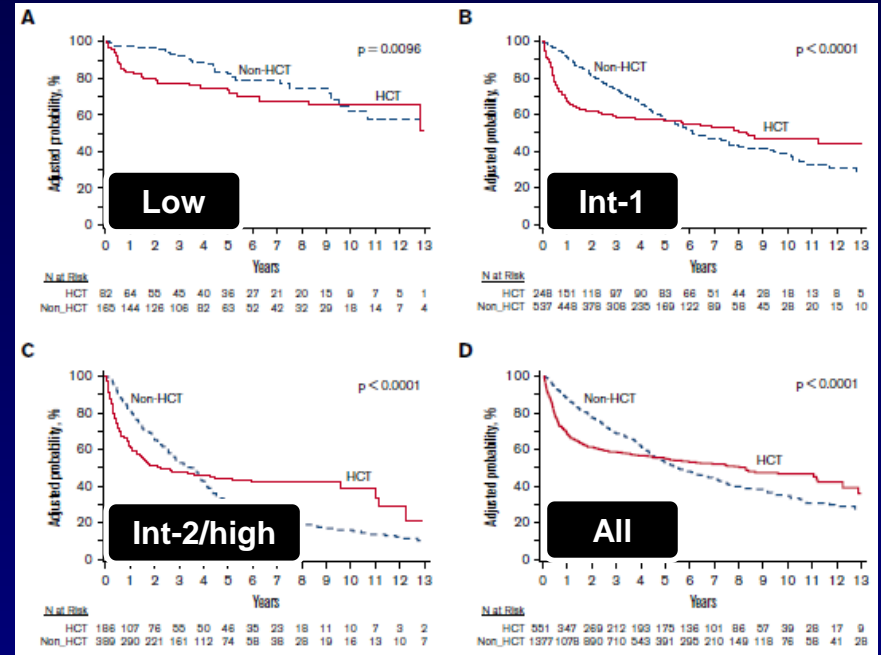 A
100
80
60
40
20
0
Adjusted probability, %
p=0.0096
Non-HCT
HCT
Low
0 1 2 3 4 5 6 7 8 9 10 11 12 13
Years
N at Risk
HCT 82 64 55 45 40 36 27 21 20 15 9 7 5 1
Non_HCT 165 144 126 106 82 63 52 42 32 29 18 14 7 4
B
100
80
60
40
20
0
Adjusted probability, %
p<0.0001
Non-HCT
HCT
Int-1
0 1 2 3 4 5 6 7 8 9 10 11 12 13
Years
N at Risk
HCT 248 151 118 97 90 83 66 51 44 28 18 13 8 5
Non_HCT 537 448 378 308 235 169 122 89 58 45 28 20 15 10
C
100
80
60
40
20
0
Adjusted probability, %
p<0.0001
Non-HCT
HCT
Int-2/high
0 1 2 3 4 5 6 7 8 9 10 11 12 13
Years
N at Risk
HCT 186 107 76 55 50 46 35 23 18 11 10 7 3 2
Non_HCT 389 290 221 161 112 74 58 38 28 19 16 13 10 7
D
100
80
60
40
20
0
Adjusted probability, %
p<0.0001
Non-HCT
HCT
All
0 1 2 3 4 5 6 7 8 9 10 11 12 13
Years
N at Risk
HCT 551 347 269 212 193 175 136 101 86 57 39 28 17 9
Non_HCT 1377 1078 890 710 543 391 295 210 149 118 76 58 41 28